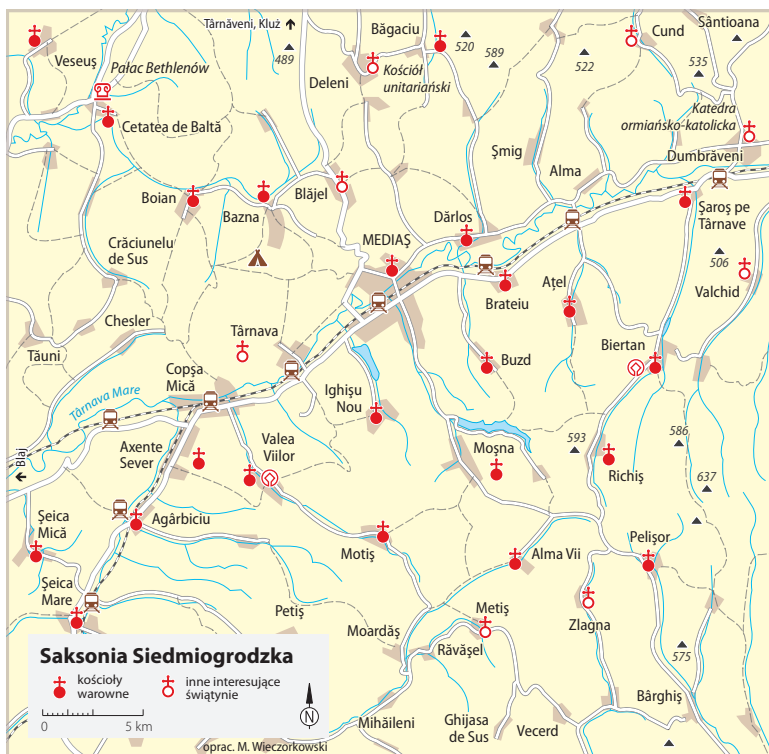 Târnăveni, Kluż
Băgaciu
Cund
Sântioana
Veseuş
Pałac Bethlenów
489
520
589
522
535
Deleni
Kościół
unitariański
Katedra
ormiańsko-katolicka
Cetatea de Baltă
Şmig
Alma
Dumbrăveni
Boian
Bazna
Blăjel
Dârlos
Şaroş pe
Târnave
Crăciunelu
de Sus
MEDIAŞ
506
Brateiu
Aţel
Valchid
Chesler
Târnava
Tăuni
Biertan
Buzd
Copşa
Mică
Târnava Mare
Ighişu
Nou
Axente
Sever
Valea
Viilor
Moşna
593
586
Blaj
Richiş
637
Şeica
Mică
Agârbiciu
Motiş
Alma Vii
Pelişor
Şeica
Mare
Petiş
Metiş
Zlagna
Moardăş
Răvăşel
575
Saksonia Siedmiogrodzka
kościoły
warowne
inne interesujące
świątynie
0
5 km
N
Bârghiş
Mihăileni
Ghijasa
de Sus
Vecerd
oprac. M. Wieczorkowski